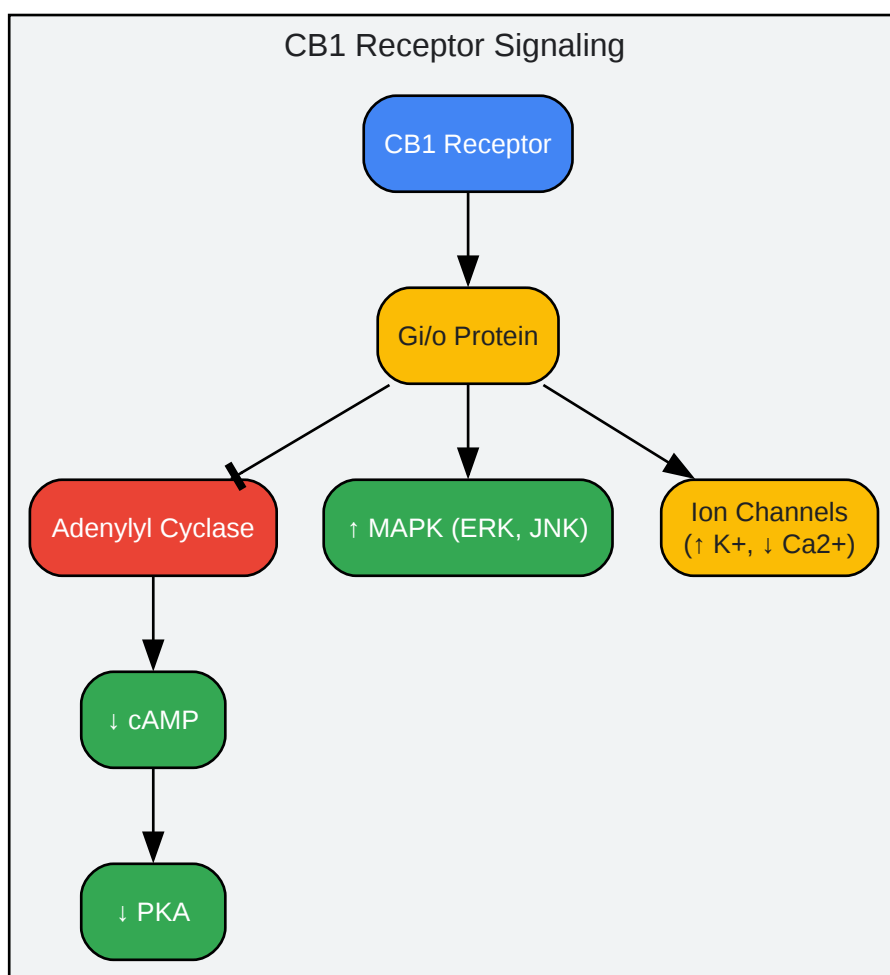 CB1 Receptor Signaling
CB1 Receptor
Gi/o Protein
Adenylyl Cyclase
↑ MAPK (ERK, JNK)
Ion Channels
(↑ K+, ↓ Ca2+)
↓ cAMP
↓ PKA